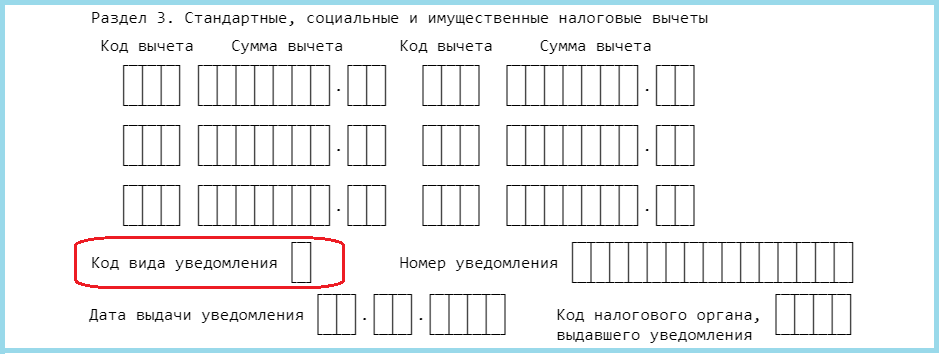 Раздел 3. Стандартные, социальные и имущественные налоговые вычеты
Код вычета Сумма вычета Код вычета Сумма вычета
Код вида уведомления Номер уведомления
Дата выдачи уведомления Код налогового органа,
выдавшего уведомления